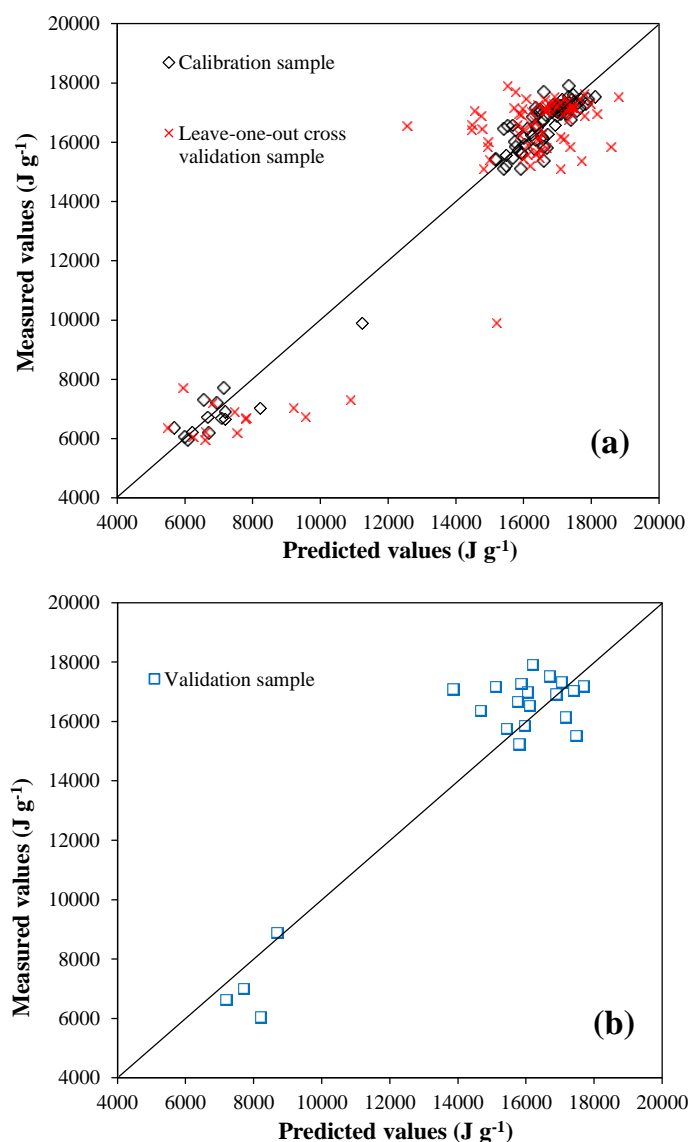 20000
18000
16000
14000
12000
10000
8000
6000
4000
Measured values (J g-1)
Calibration sample
Leave-one-out cross
validation sample
(a)
4000 6000 8000 10000 12000 14000 16000 18000 20000
Predicted values (J g-1)
20000
18000
16000
14000
12000
10000
8000
6000
4000
Measured values (J g-1)
Validation sample
(b)
4000 6000 8000 10000 12000 14000 16000 18000 20000
Predicted values (J g-1)